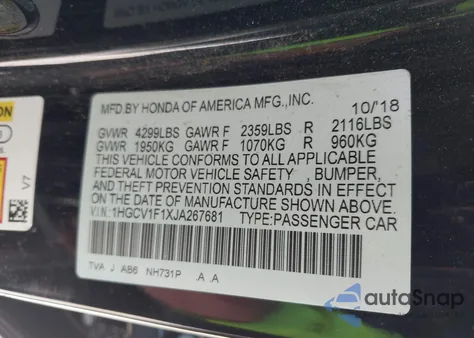 MFD.BY HONDA OF AMERICA MFG.,INC. 10/'18
GVWR 4299LBS GAWR F 2359LBS R 2116LBS
GVWR 1950KG GAWR F 1070KG R 960KG
THIS VEHICLE CONFORMS TO ALL APPLICABLE
FEDERAL MOTOR VEHICLE SAFETY , BUMPER,
AND THEFT PREVENTION STANDARDS IN EFFECT
ON THE DATE OF MANUFACTURE SHOWN ABOVE.
V.I.N.:1HGCV1F1XJA267681 TYPE:PASSENGER CAR
TVA J AB6 NH731P .A .A
ON
V7
autoSnap